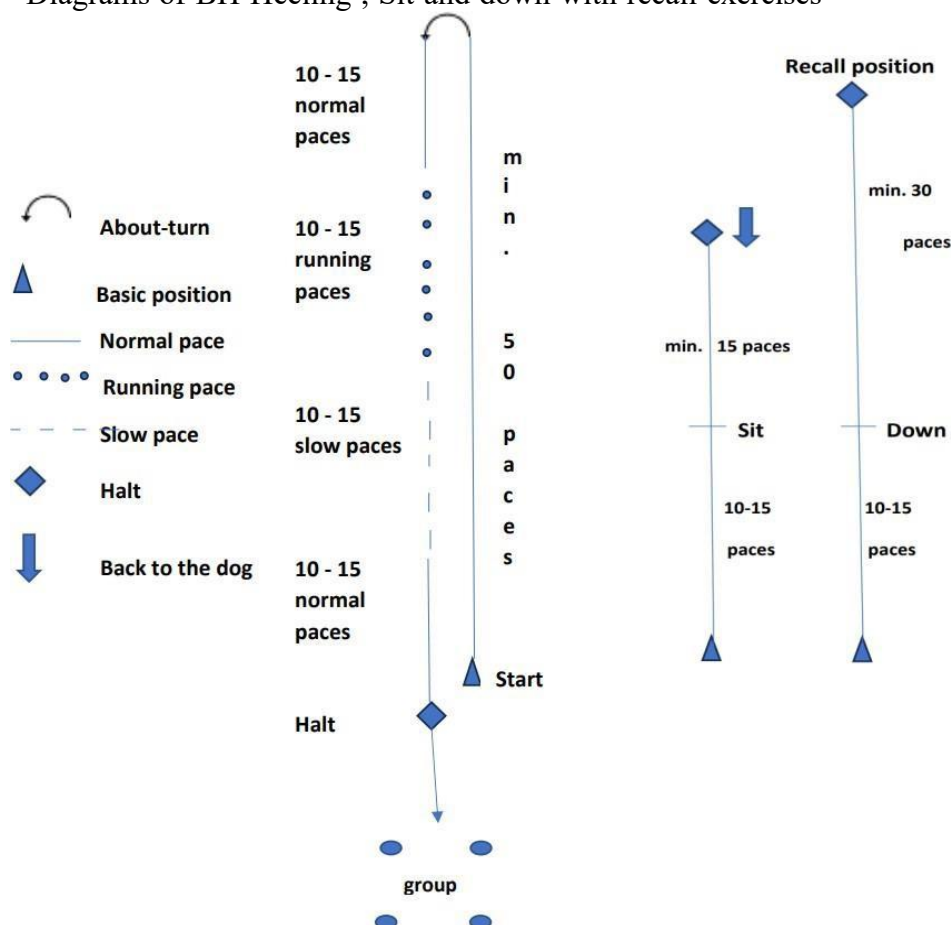 Diagrams of BH Heeling , Sit and down with recall exercises
About-turn
Basic position
Normal pace
Running pace
Slow pace
Halt
Back to the dog
10 - 15
normal
paces
10 - 15
running
paces
10 - 15
slow paces
10 - 15
normal
paces
Halt
min. 50 paces
Start
group
min. 15 paces
Sit
10-15
paces
Recall position
min. 30
paces
Down
10-15
paces